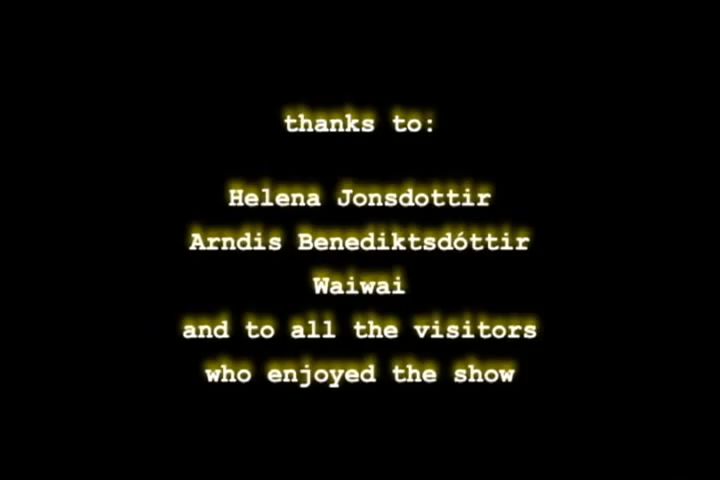 thanks to:
Helena Jonsdottir
Arndis Benediktsdóttir
Waiwai
and to all the visitors
who enjoyed the show